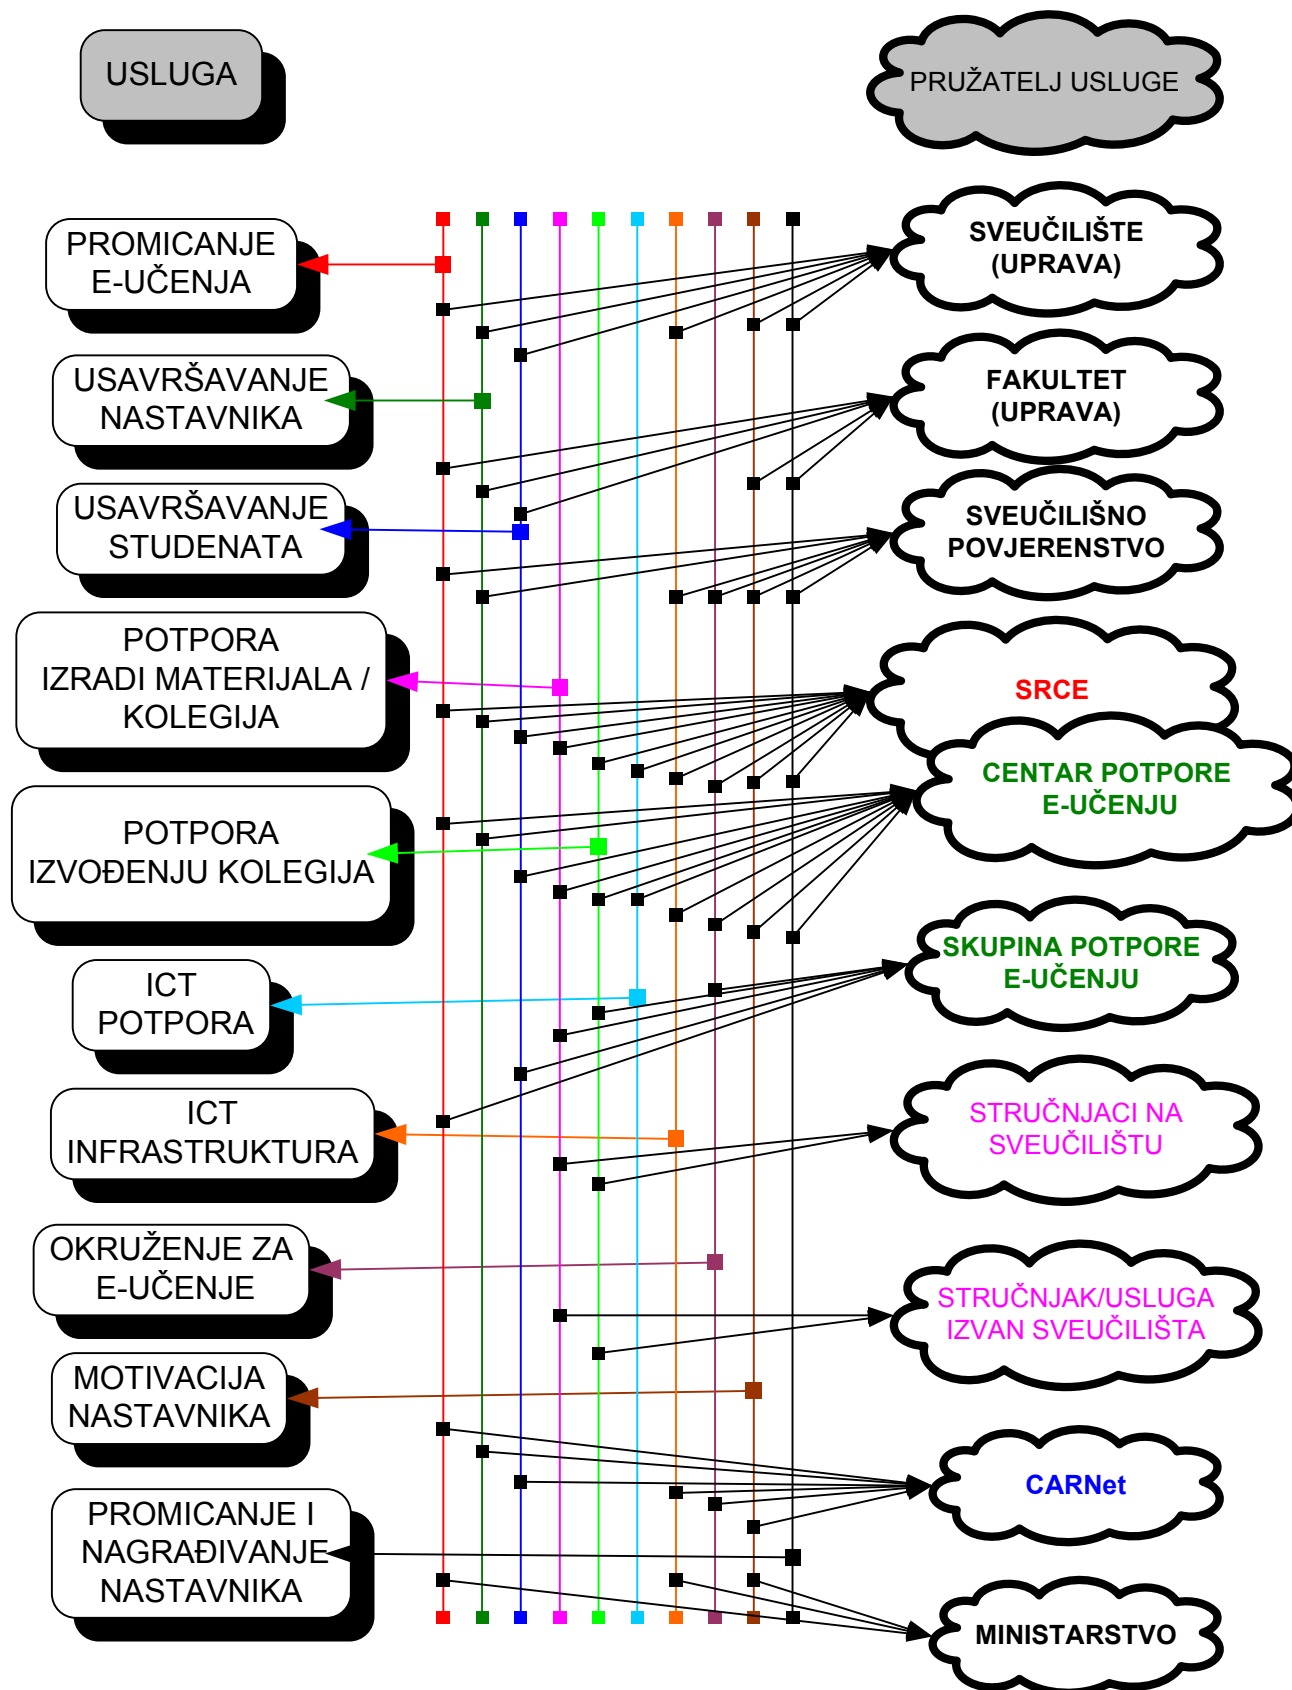 USLUGA
PRUŽATELJ USLUGE
PROMICANJE
E-UČENJA
USAVRŠAVANJE
NASTAVNIKA
USAVRŠAVANJE
STUDENATA
POTPORA
IZRADI MATERIJALA /
KOLEGIJA
POTPORA
IZVOĐENJU KOLEGIJA
ICT
POTPORA
ICT
INFRASTRUKTURA
OKRUŽENJE ZA
E-UČENJE
MOTIVACIJA
NASTAVNIKA
PROMICANJE I
NAGRAĐIVANJE
NASTAVNIKA
SVEUČILIŠTE
(UPRAVA)
FAKULTET
(UPRAVA)
SVEUČILIŠNO
POVJERENSTVO
SRCE
CENTAR POTPORE
E-UČENJU
SKUPINA POTPORE
E-UČENJU
STRUČNJACI NA
SVEUČILIŠTU
STRUČNJAK/USLUGA
IZVAN SVEUČILIŠTA
CARNet
MINISTARSTVO